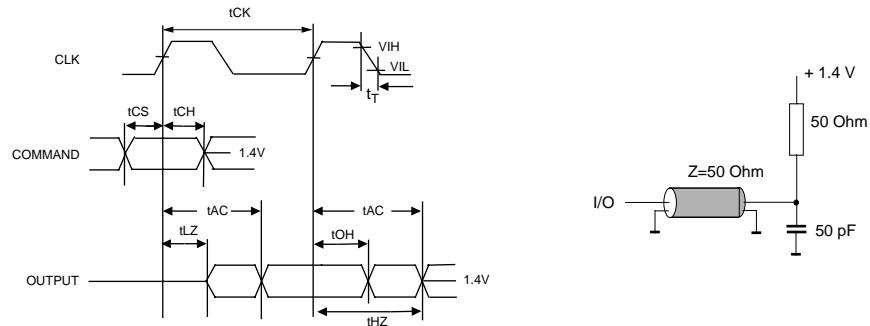 tCK
CLK
VIH
VIL
tT
tCS tCH
COMMAND
1.4V
tAC tAC
tLZ tOH
OUTPUT
1.4V
tHZ
+ 1.4 V
50 Ohm
Z=50 Ohm
I/O
50 pF